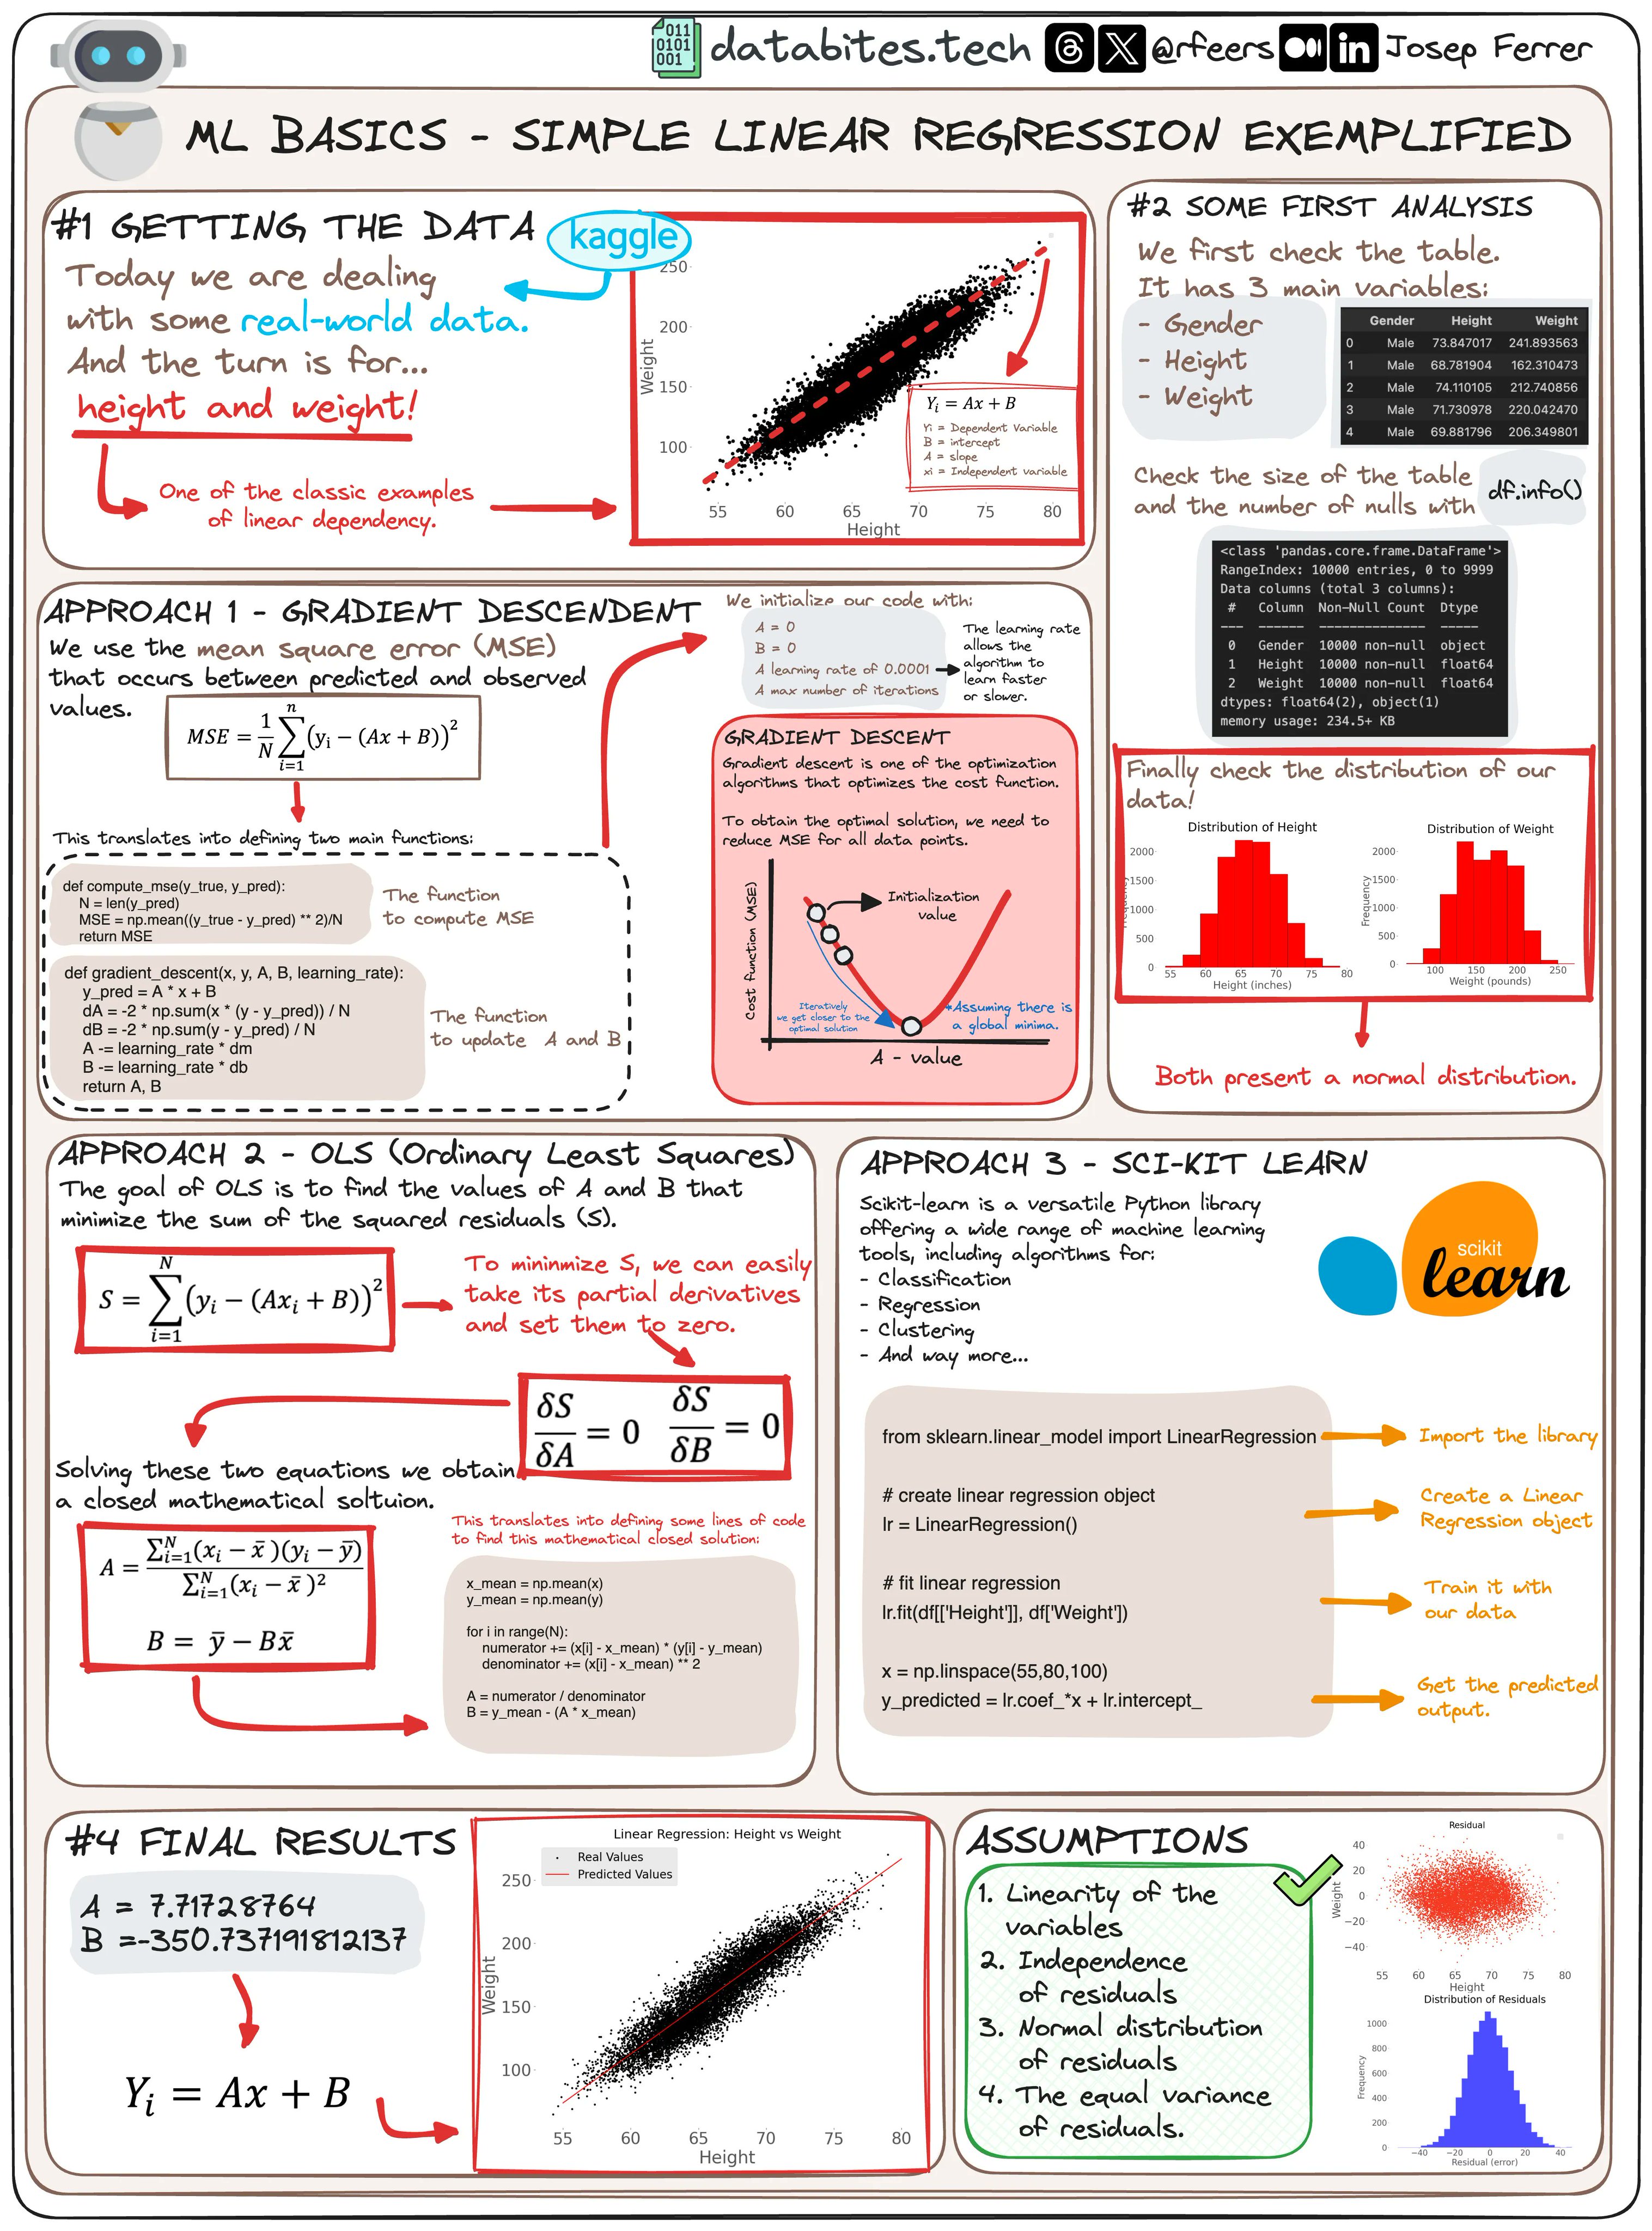 databites.tech @rfeers Josep Ferrer
ML BASICS - SIMPLE LINEAR REGRESSION EXEMPLIFIED
#1 GETTING THE DATA
kaggle
Today we are dealing
with some real-world data.
And the turn is for...
height and weight!
One of the classic examples
of linear dependency.
250
200
150
100
Weight
55 60 65 70 75 80
Height
Yi = Ax + B
Yi = Dependent Variable
B = intercept
A = slope
xi = Independent variable
#2 SOME FIRST ANALYSIS
We first check the table.
It has 3 main variables:
- Gender
- Height
- Weight
Gender Height Weight
0 Male 73.847017 241.893563
1 Male 68.781904 162.310473
2 Male 74.110105 212.740856
3 Male 71.730978 220.042470
4 Male 69.881796 206.349801
Check the size of the table
and the number of nulls with
df.info()
<class 'pandas.core.frame.DataFrame'>
RangeIndex: 10000 entries, 0 to 9999
Data columns (total 3 columns):
# Column Non-Null Count Dtype
--- ------ -------------- -----
0 Gender 10000 non-null object
1 Height 10000 non-null float64
2 Weight 10000 non-null float64
dtypes: float64(2), object(1)
memory usage: 234.5+ KB
Finally check the distribution of our
data!
Distribution of Height
2000
1500
1000
500
0
Frequency
55 60 65 70 75 80
Height (inches)
Distribution of Weight
2000
1500
1000
500
0
Frequency
100 150 200 250
Weight (pounds)
Both present a normal distribution.
APPROACH 1 - GRADIENT DESCENDENT
We use the mean square error (MSE)
that occurs between predicted and observed
values.
MSE = 1/N ∑ⁿᵢ₌₁ (yᵢ − (Ax + B))²
This translates into defining two main functions:
def compute_mse(y_true, y_pred):
N = len(y_pred)
MSE = np.mean((y_true - y_pred) ** 2)/N
return MSE
The function
to compute MSE
def gradient_descent(x, y, A, B, learning_rate):
y_pred = A * x + B
dA = -2 * np.sum(x * (y - y_pred)) / N
dB = -2 * np.sum(y - y_pred) / N
A -= learning_rate * dm
B -= learning_rate * db
return A, B
The function
to update A and B
We initialize our code with:
A = 0
B = 0
A learning rate of 0.0001
A max number of iterations
The learning rate
allows the
algorithm to
learn faster
or slower.
GRADIENT DESCENT
Gradient descent is one of the optimization
algorithms that optimizes the cost function.
To obtain the optimal solution, we need to
reduce MSE for all data points.
Cost function (MSE)
Initialization
value
Iteratively
we get closer to the
optimal solution
*Assuming there is
a global minima.
A - value
APPROACH 2 - OLS (Ordinary Least Squares)
The goal of OLS is to find the values of A and B that
minimize the sum of the squared residuals (S).
S = ∑ᴺᵢ₌₁ (yᵢ − (Axᵢ + B))²
To mininmize S, we can easily
take its partial derivatives
and set them to zero.
δS/δA = 0 δS/δB = 0
Solving these two equations we obtain
a closed mathematical soltuion.
A = ∑ᴺᵢ₌₁(xᵢ − x̄ )(yᵢ − ȳ) / ∑ᴺᵢ₌₁(xᵢ − x̄ )²
B = ȳ − Bx̄
This translates into defining some lines of code
to find this mathematical closed solution:
x_mean = np.mean(x)
y_mean = np.mean(y)
for i in range(N):
numerator += (x[i] - x_mean) * (y[i] - y_mean)
denominator += (x[i] - x_mean) ** 2
A = numerator / denominator
B = y_mean - (A * x_mean)
APPROACH 3 - SCI-KIT LEARN
Scikit-learn is a versatile Python library
offering a wide range of machine learning
tools, including algorithms for:
- Classification
- Regression
- Clustering
- And way more...
scikit
learn
from sklearn.linear_model import LinearRegression
Import the library
# create linear regression object
lr = LinearRegression()
Create a Linear
Regression object
# fit linear regression
lr.fit(df[['Height']], df['Weight'])
Train it with
our data
x = np.linspace(55,80,100)
y_predicted = lr.coef_*x + lr.intercept_
Get the predicted
output.
#4 FINAL RESULTS
A = 7.71728764
B =-350.737191812137
Yi = Ax + B
Linear Regression: Height vs Weight
Real Values
Predicted Values
250
200
150
100
Weight
55 60 65 70 75 80
Height
ASSUMPTIONS
1. Linearity of the
variables
2. Independence
of residuals
3. Normal distribution
of residuals
4. The equal variance
of residuals.
Residual
40
20
0
−20
−40
Weight
55 60 65 70 75 80
Height
Distribution of Residuals
1000
800
600
400
200
0
Frequency
−40 −20 0 20 40
Residual (error)